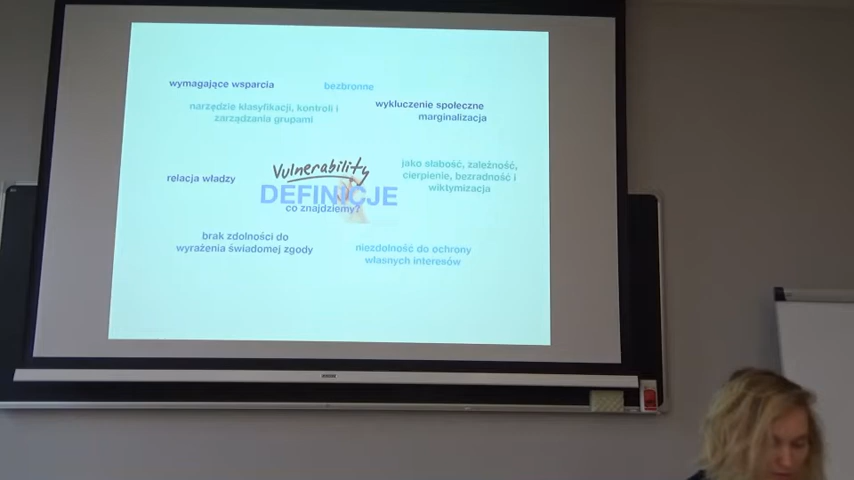 wymagające wsparcia
bezbronne
narzędzie klasyfikacji, kontroli i
zarządzania grupami
wykluczenie społeczne
marginalizacja
relacja władzy
Vulnerability
DEFINICJE
co znajdziemy?
jako słabość, zależność,
cierpienie, bezradność i
wiktymizacja
brak zdolności do
wyrażenia świadomej zgody
niezdolność do ochrony
własnych interesów